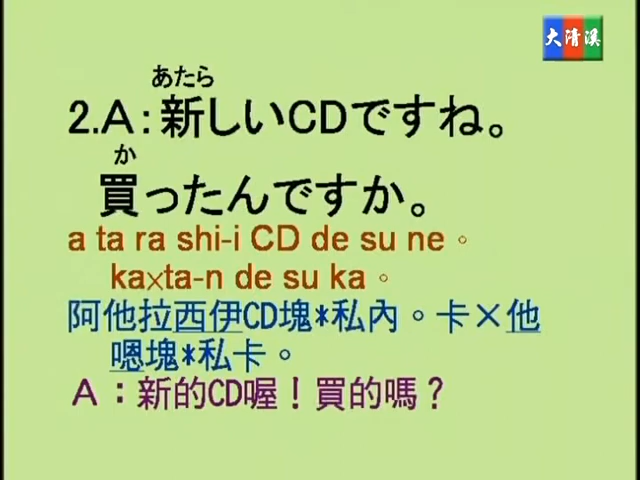 大清溪
あたら
2.A:新しいCDですね。
か
買ったんですか。
a ta ra shi-i CD de su ne。
ka×ta-n de su ka。
阿他拉西伊CD塊*私內。卡×他
嗯塊*私卡。
A：新的CD喔！買的嗎？